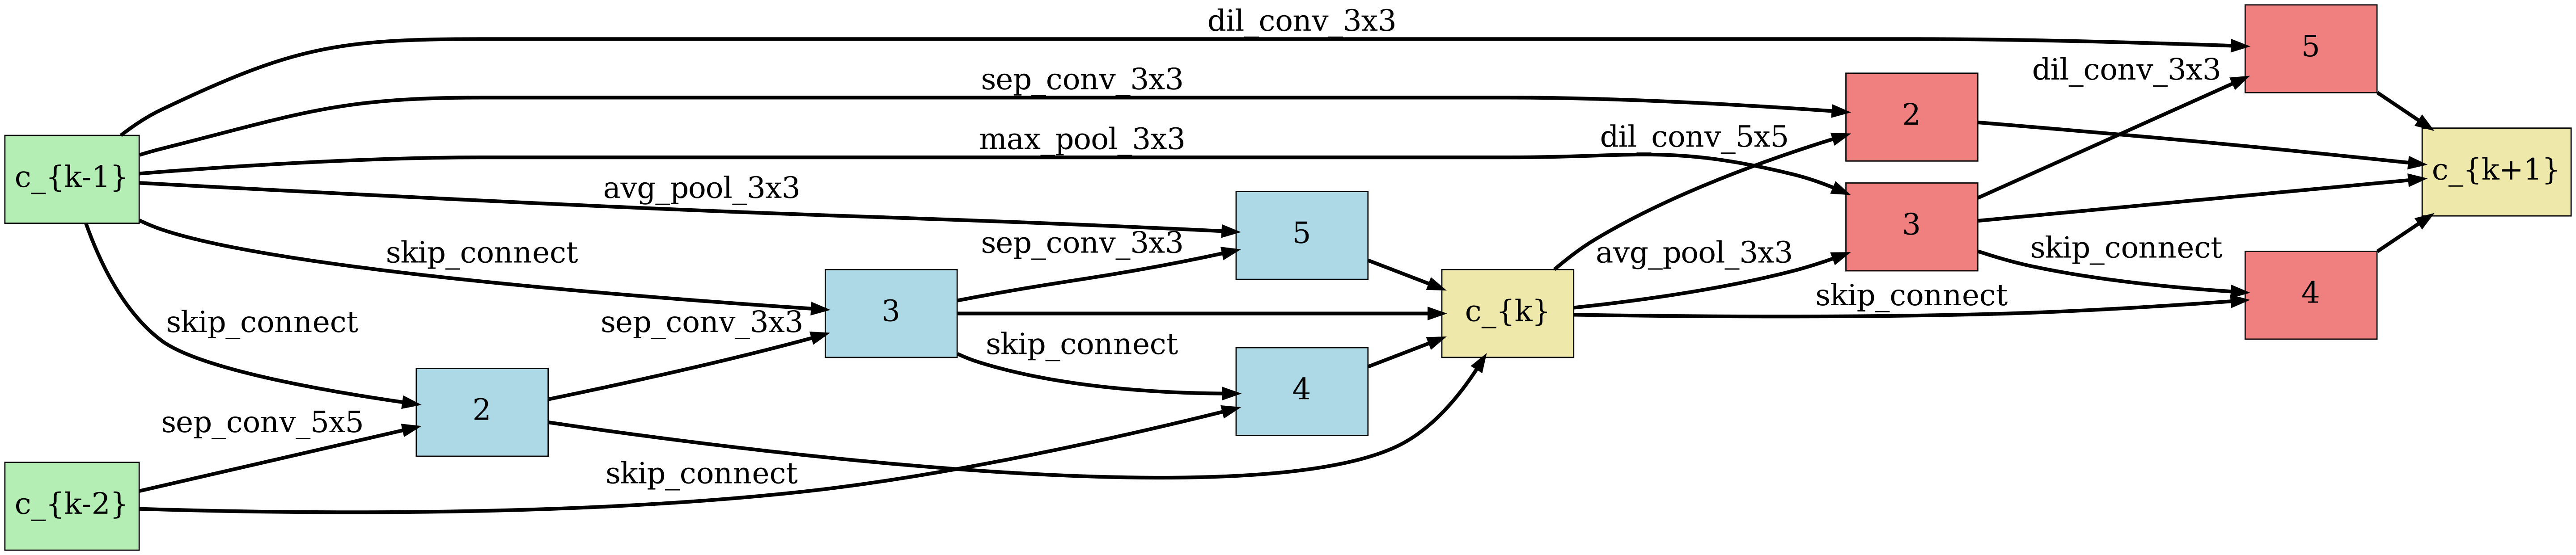 dil_conv_3x3
5
sep_conv_3x3
dil_conv_3x3
2
max_pool_3x3
dil_conv_5x5
c_{k-1}
c_{k+1}
avg_pool_3x3
3
5
sep_conv_3x3
skip_connect
avg_pool_3x3
skip_connect
4
skip_connect
3
c_{k}
skip_connect
sep_conv_3x3
skip_connect
4
2
sep_conv_5x5
skip_connect
c_{k-2}